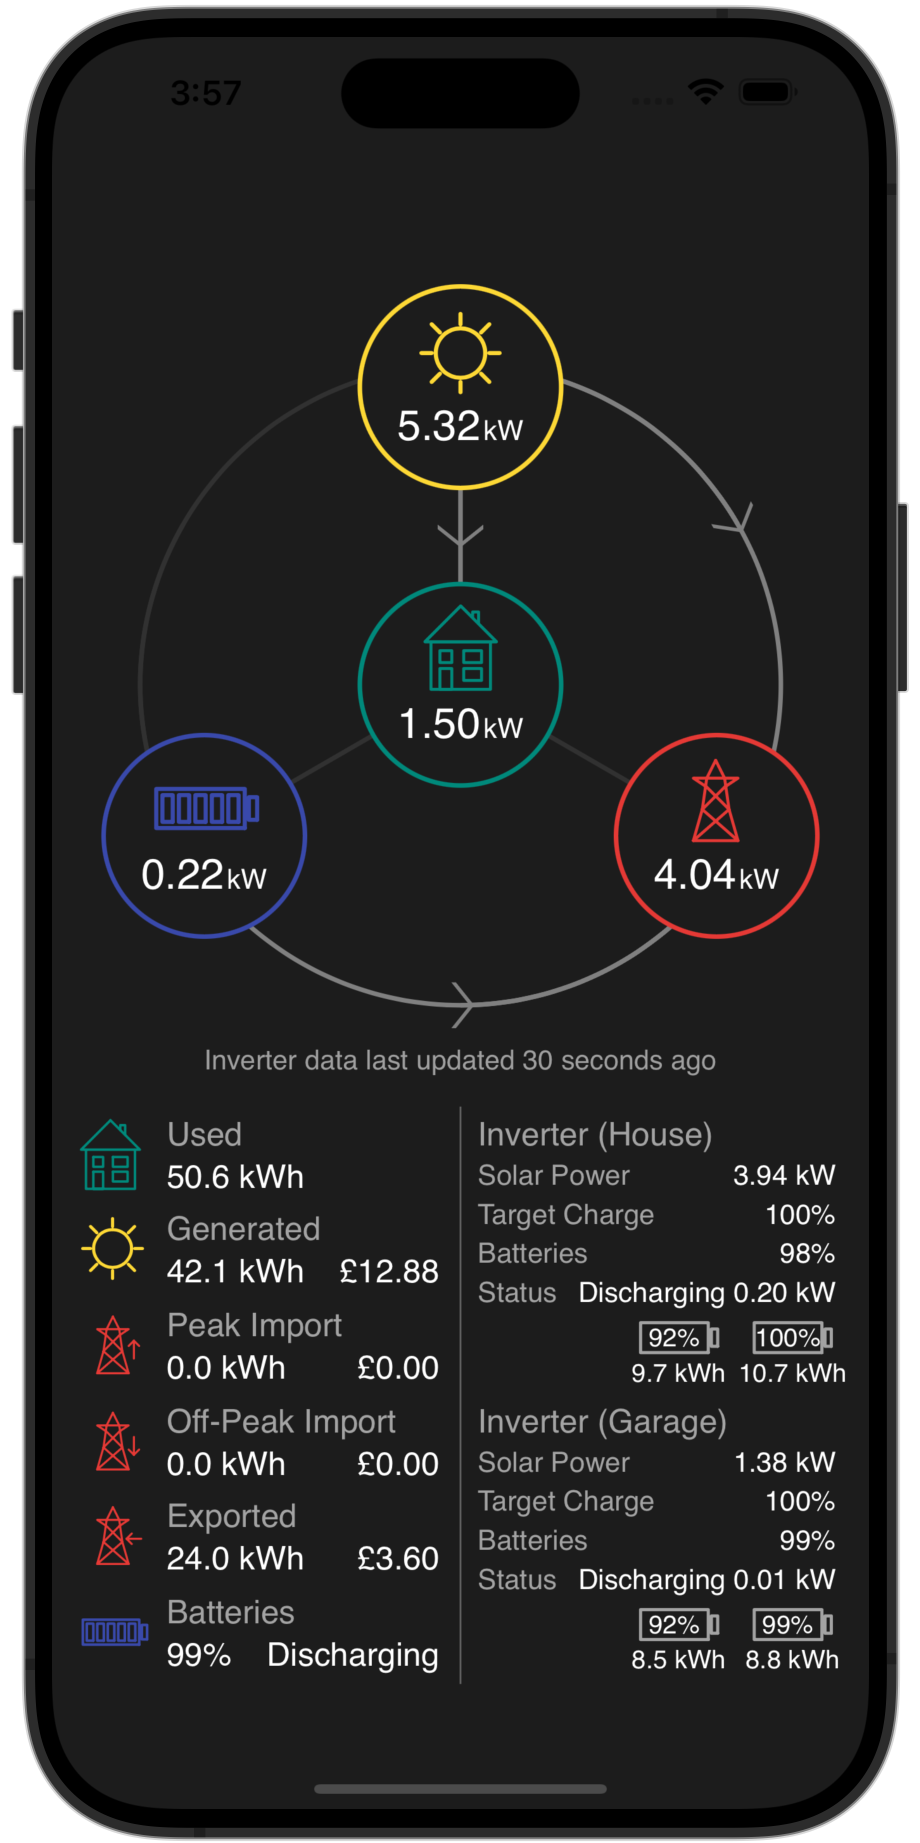 3:57
5.32kW
1.50kW
0.22kW
4.04kW
Inverter data last updated 30 seconds ago
Used
50.6 kWh
Generated
42.1 kWh £12.88
Peak Import
0.0 kWh £0.00
Off-Peak Import
0.0 kWh £0.00
Exported
24.0 kWh £3.60
Batteries
99% Discharging
Inverter (House)
Solar Power 3.94 kW
Target Charge 100%
Batteries 98%
Status Discharging 0.20 kW
92% 100%
9.7 kWh 10.7 kWh
Inverter (Garage)
Solar Power 1.38 kW
Target Charge 100%
Batteries 99%
Status Discharging 0.01 kW
92% 99%
8.5 kWh 8.8 kWh